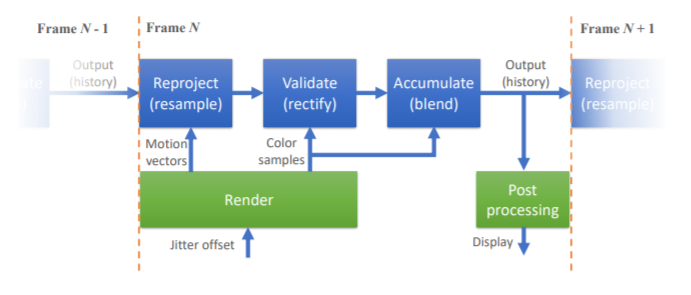 Frame N - 1
Frame N
Frame N + 1
Output
(history)
Output
(history)
Reproject
(resample)
Validate
(rectify)
Accumulate
(blend)
Reproject
(resample)
Motion
vectors
Color
samples
Render
Post
processing
Jitter offset
Display